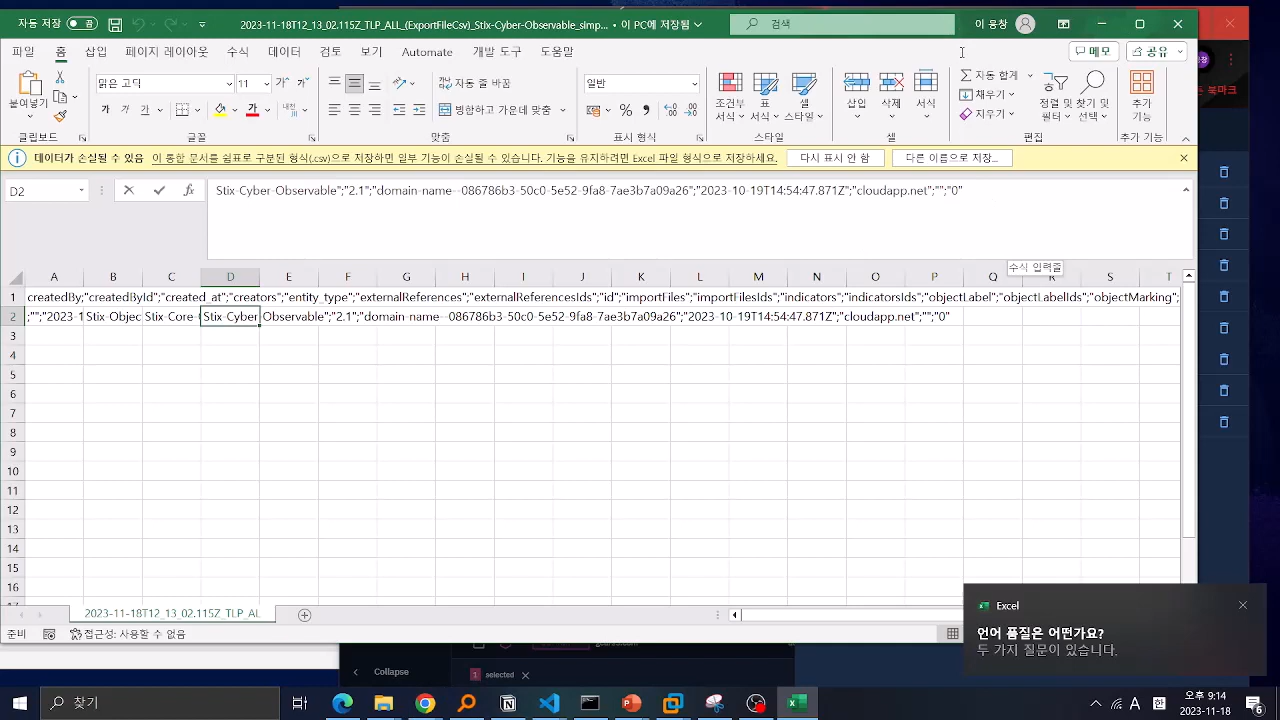 자동 저장
2023-11-18T12_13_02.115Z_TLP_ALL_(ExportFileCsv)_Stix-Cyber-Observable_simp... • 이 PC에 저장됨
검색
이 웅창
파일 홈 삽입 페이지 레이아웃 수식 데이터 검토 보기 Automate 개발 도구 도움말
메모
공유
붙여넣기
맑은 고딕 11
가 가 가
자동 줄
병합하고 가운데 맞춤
일반
조건부 서식
표
셀 스타일
삽입 삭제 서식
자동 합계
채우기
지우기
정렬 및 필터
찾기 및 선택
추가 기능
클립보드 글꼴 맞춤 표시 형식 스타일 셀 편집 추가 기능
데이터가 손실될 수 있음 이 통합 문서를 쉼표로 구분된 형식(.csv)으로 저장하면 일부 기능이 손실될 수 있습니다. 기능을 유지하려면 Excel 파일 형식으로 저장하세요.
다시 표시 안 함
다른 이름으로 저장...
북마크
D2
fx
Stix-Cyber-Observable";"2.1";"domain-name--086786b3-50c0-5e52-9fa8-7ae3b7a09a26";"2023-10-19T14:54:47.871Z";"cloudapp.net";"";"0"
수식 입력줄
A B C D E F G H I J K L M N O P Q R S T
1 createdBy;"createdById";"created_at";"creators";"entity_type";"externalReferences";"externalReferencesIds";"id";"importFiles";"importFilesIds";"indicators";"indicatorsIds";"objectLabel";"objectLabelIds";"objectMarking";
2 ;"";"2023-1 Stix-Objec Stix-Core- Stix-Cyber Observable";"2.1";"domain-name--086786b3-50c0-5e52-9fa8-7ae3b7a09a26";"2023-10-19T14:54:47.871Z";"cloudapp.net";"";"0"
3
4
5
6
7
8
9
10
11
12
13
14
15
16
17
2023-11-18T12_13_02.115Z_TLP_AL
준비
접근성: 사용할 수 없음
Excel
언어 품질은 어떤가요?
두 가지 질문이 있습니다.
Collapse
1 selected
찾기
A 한
오후 9:14
2023-11-18
6